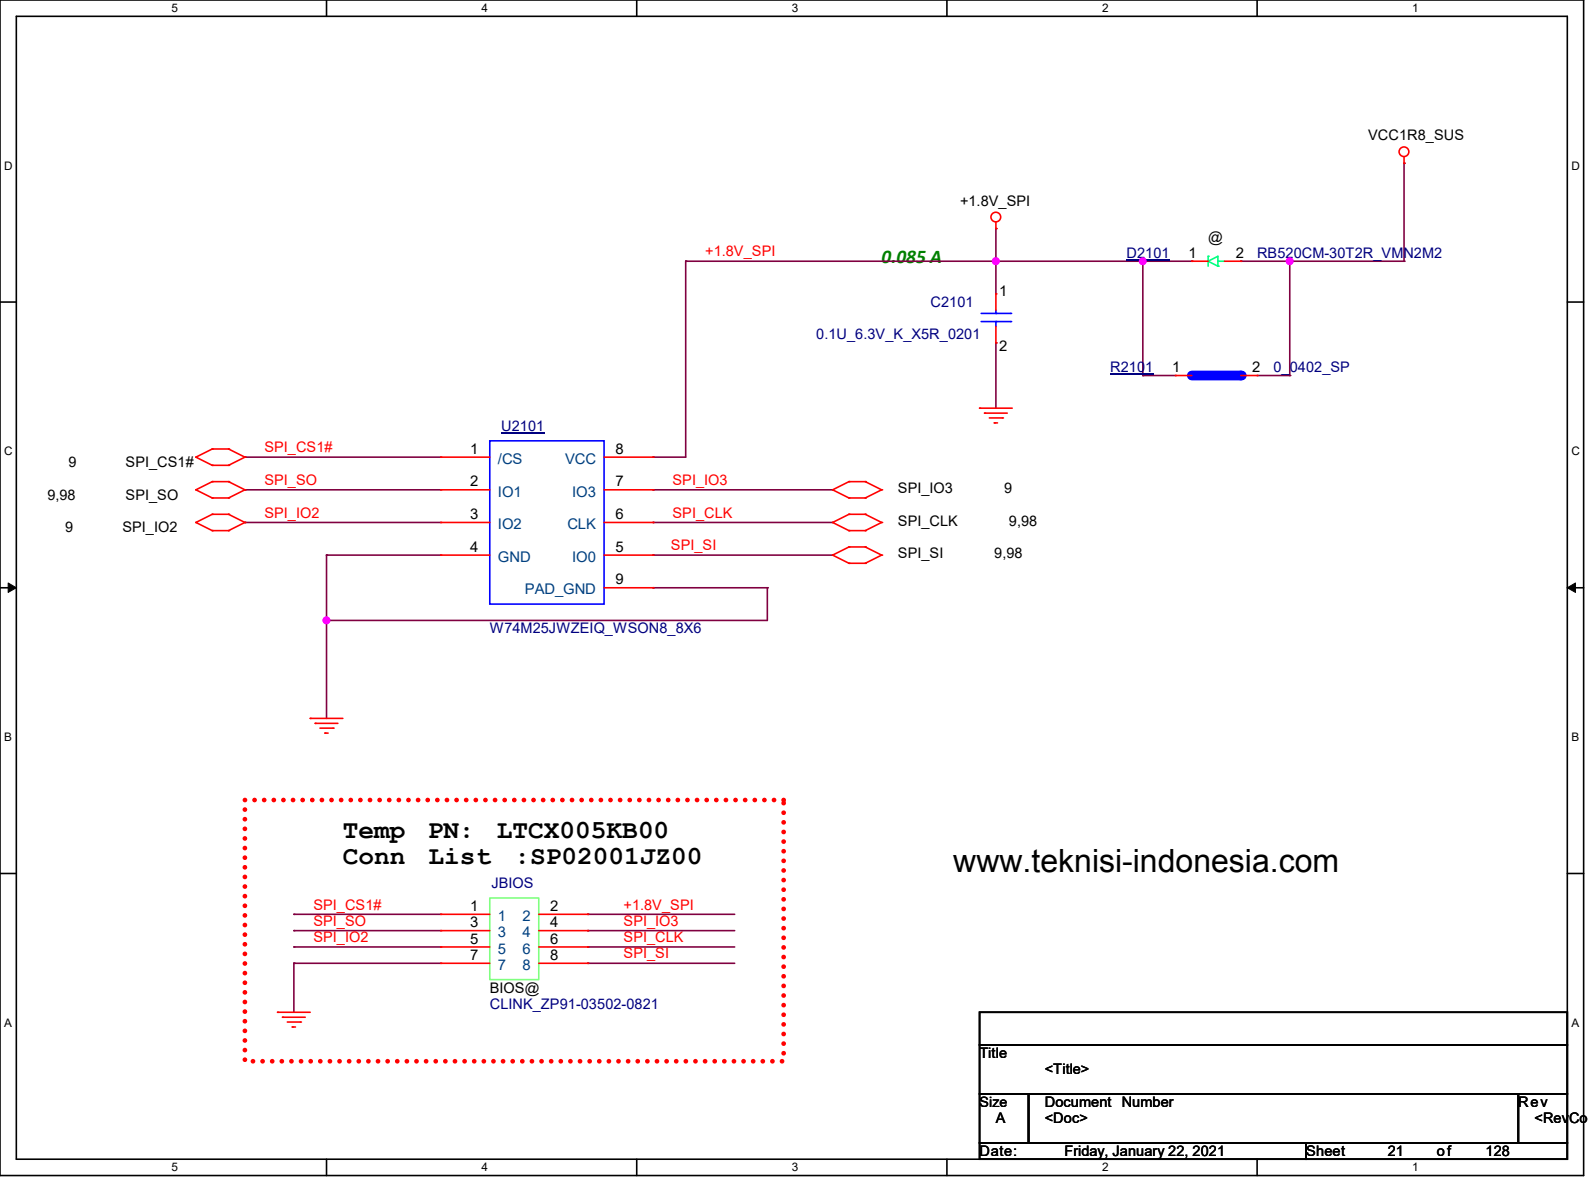 5 4 3 2 1
D D
VCC1R8_SUS
+1.8V_SPI
@
+1.8V_SPI 0.085 A D2101 1 2 RB520CM-30T2R_VMN2M2
1
C2101
0.1U_6.3V_K_X5R_0201
2
R2101 1 2 0_0402_SP
U2101
C C
9 SPI_CS1# SPI_CS1# 1 /CS VCC 8
9,98 SPI_SO SPI_SO 2 IO1 IO3 7 SPI_IO3 SPI_IO3 9
9 SPI_IO2 SPI_IO2 3 IO2 CLK 6 SPI_CLK SPI_CLK 9,98
4 GND IO0 5 SPI_SI SPI_SI 9,98
PAD_GND 9
W74M25JWZEIQ_WSON8_8X6
B B
Temp PN: LTCX005KB00
Conn List :SP02001JZ00
www.teknisi-indonesia.com
JBIOS
SPI_CS1# 1 1 2 2 +1.8V_SPI
SPI_SO 3 3 4 4 SPI_IO3
SPI_IO2 5 5 6 6 SPI_CLK
7 7 8 8 SPI_SI
BIOS@
CLINK_ZP91-03502-0821
A A
Title
<Title>
Size Document Number Rev
A <Doc> <RevCo
Date: Friday, January 22, 2021 Sheet 21 of 128
5 4 3 2 1